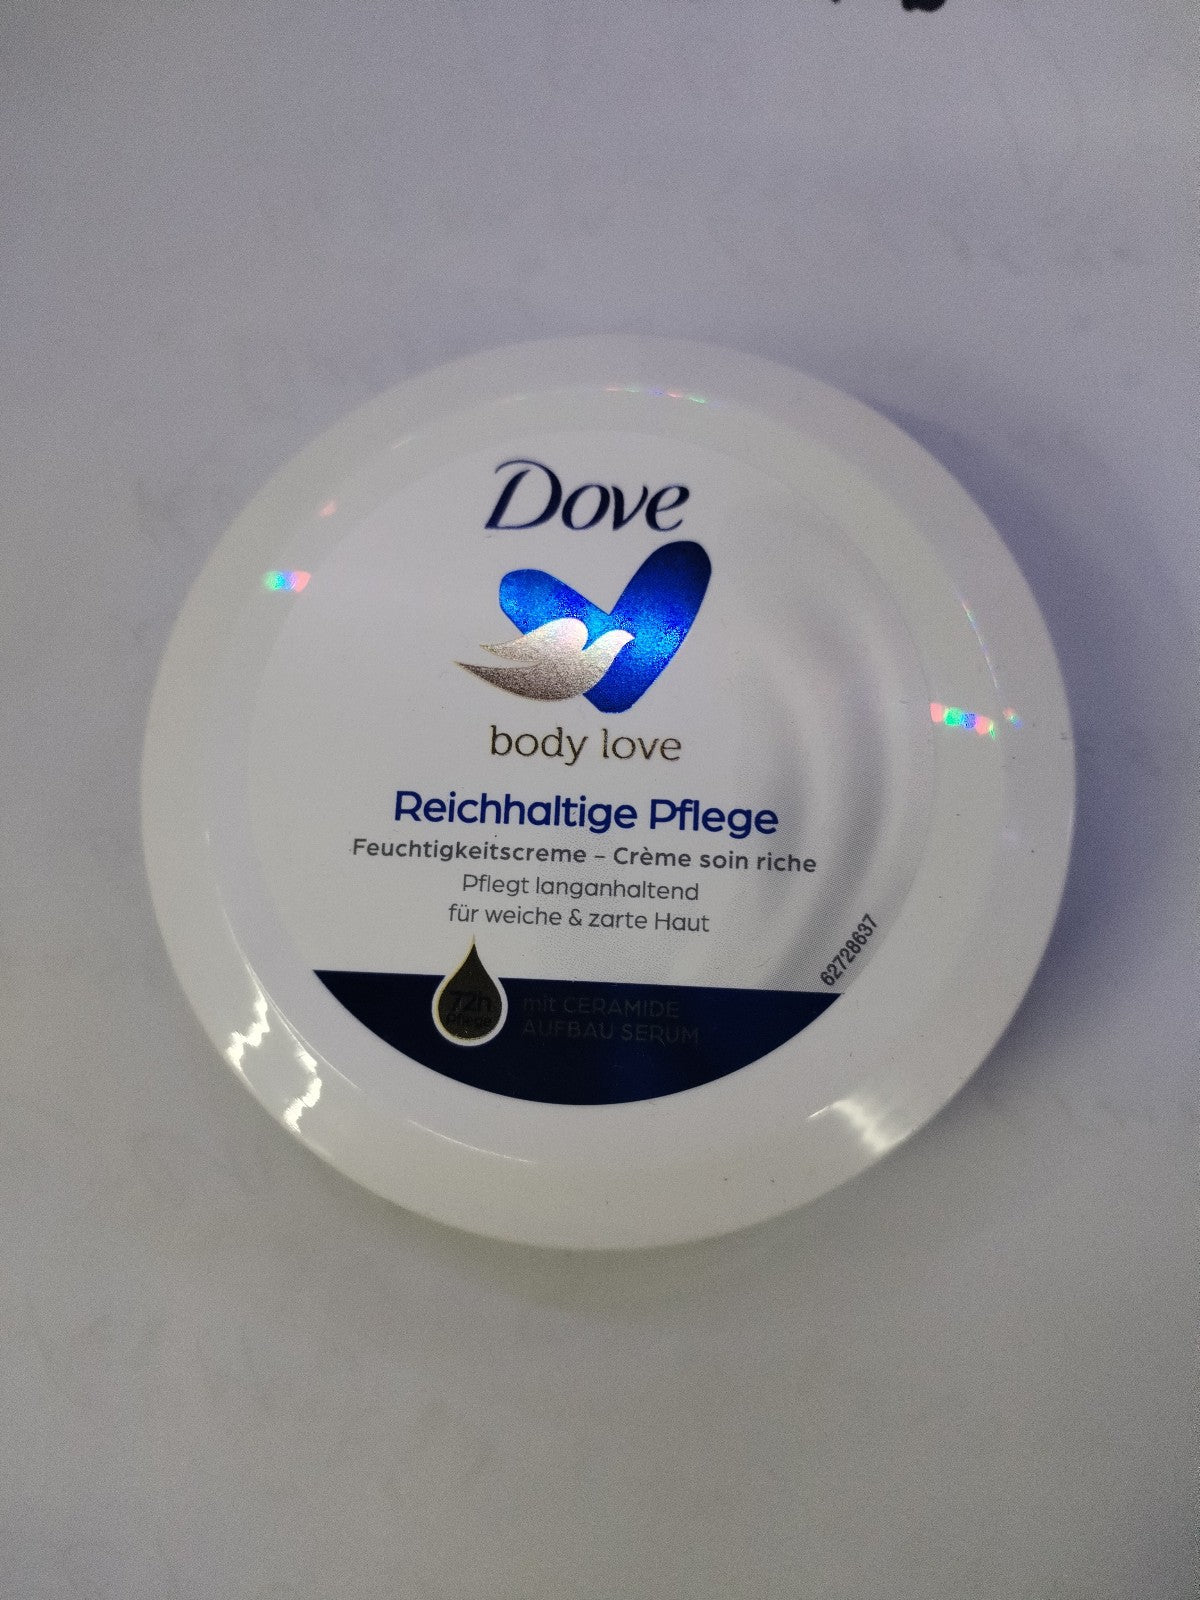 Dove
body love
Reichhaltige Pflege
Feuchtigkeitscreme – Crème soin riche
Pflegt langanhaltend
für weiche & zarte Haut
62728637
72h
Pflege
mit CERAMIDE
AUFBAU SERUM